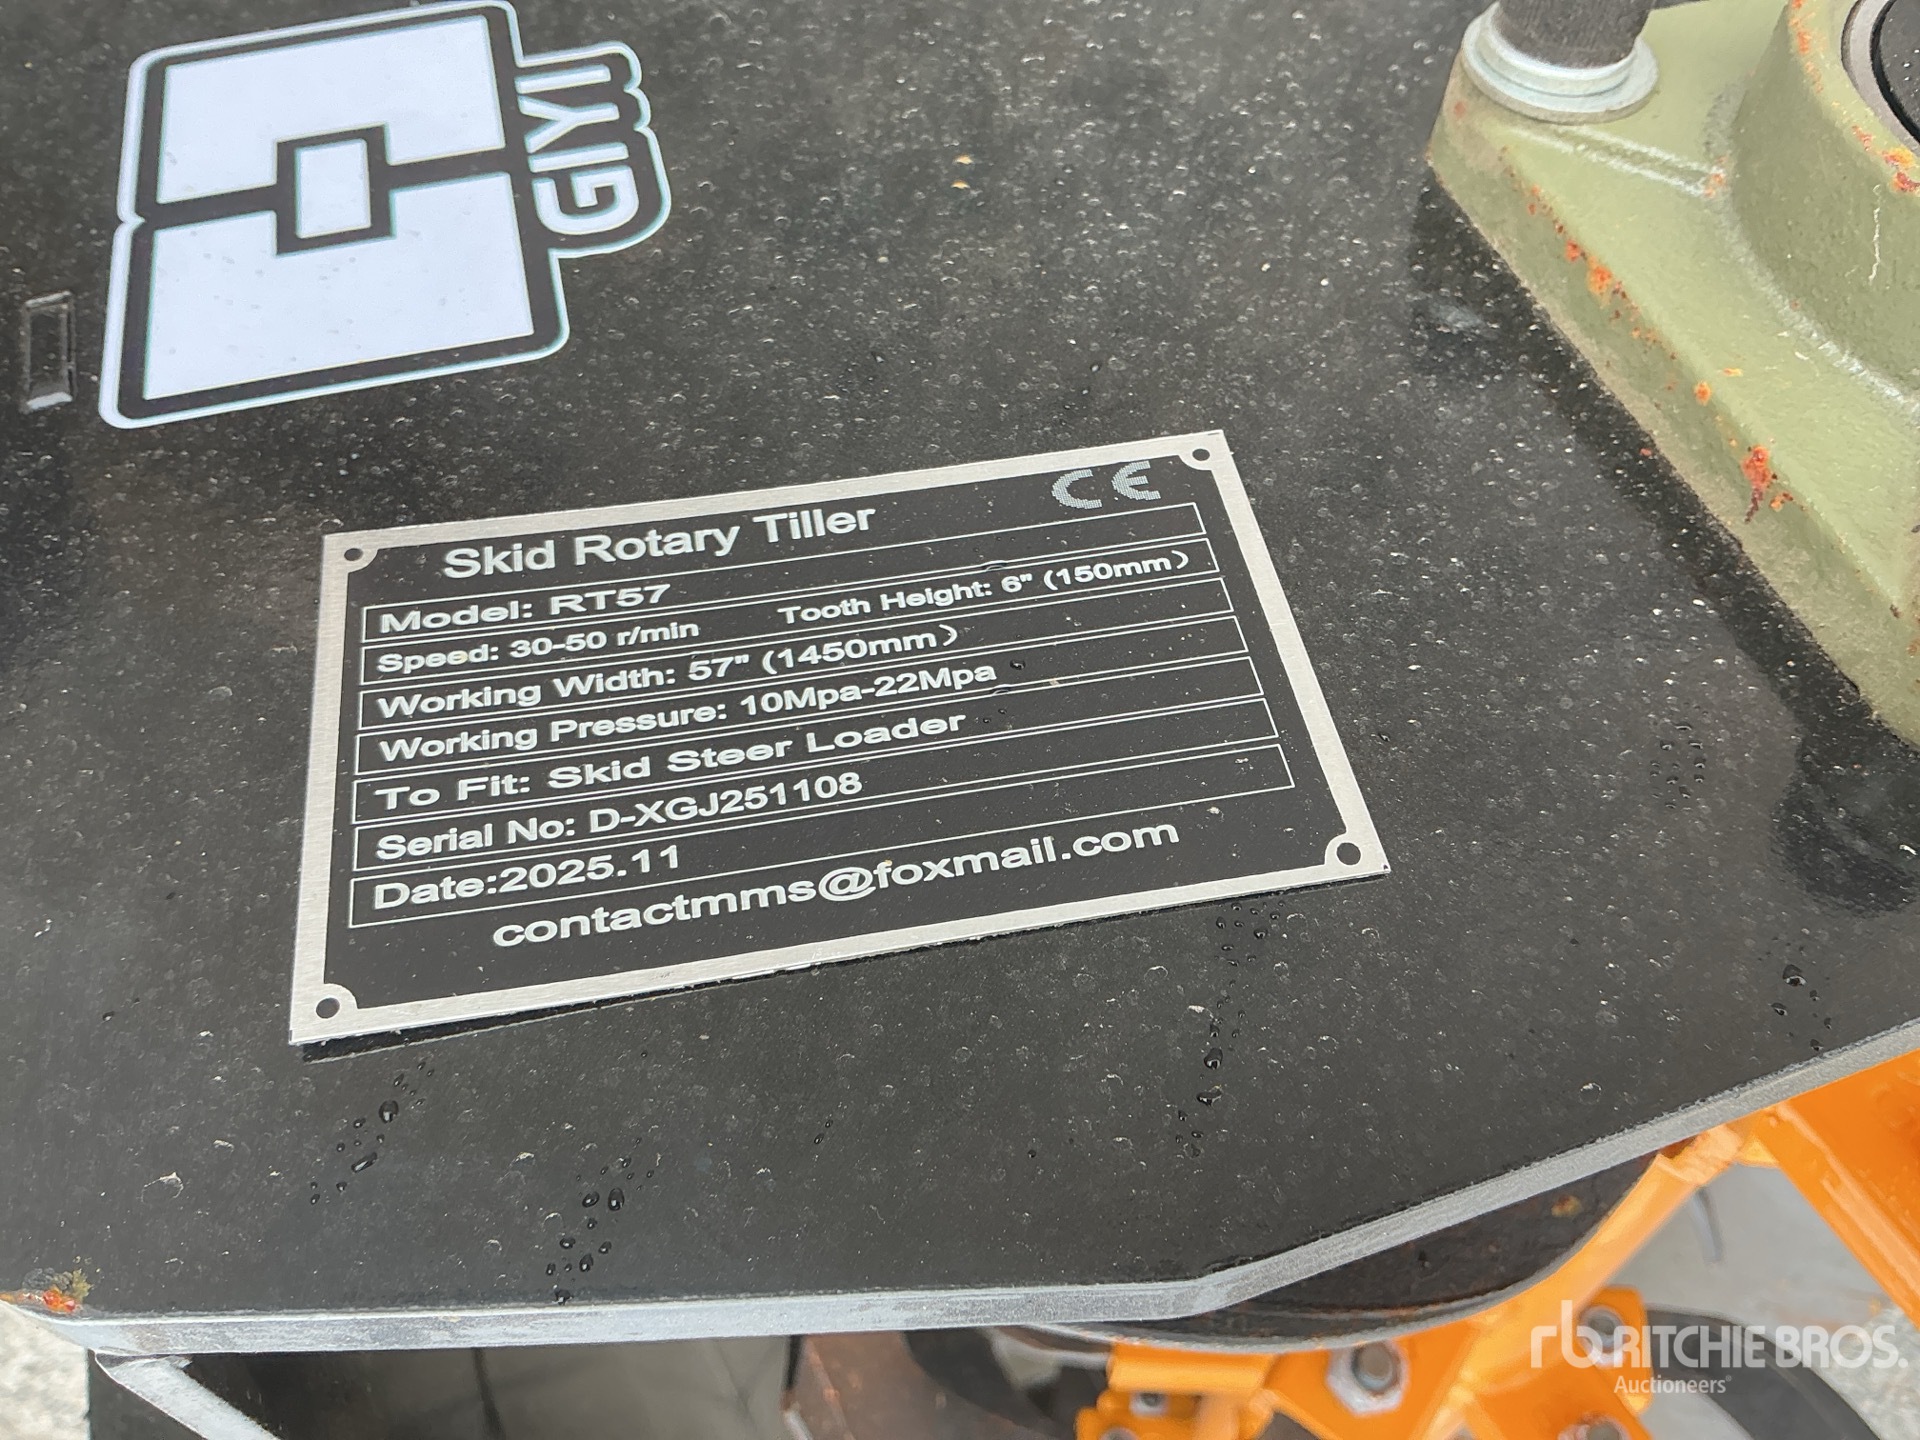 GIYI
CE
Skid Rotary Tiller
Model: RT57
Speed: 30-50 r/min Tooth Height: 6" (150mm)
Working Width: 57" (1450mm)
Working Pressure: 10Mpa-22Mpa
To Fit: Skid Steer Loader
Serial No: D-XGJ251108
Date:2025.11
contactmms@foxmail.com
rb RITCHIE BROS.
Auctioneers